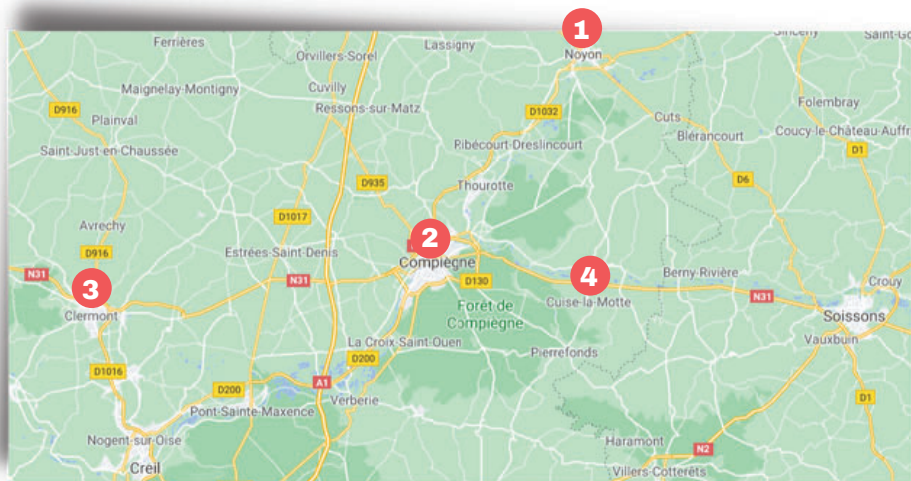 1
Ferrières
Lassigny
Orvillers-Sorel
Noyon
Maignelay-Montigny
Cuvilly
D916
Ressons-sur-Matz
D1032
Folembray
Plainval
Cuts
Blérancourt
Coucy-le-Château-Auffr
Saint-Just-en-Chaussée
Ribécourt-Dreslincourt
D1
D935
Thourotte
D6
D1017
Avrechy
2
D916
Estrées-Saint-Denis
Compiègne
N31
3
N31
D130
4
Berny-Rivière
Crouy
Clermont
Forêt de
Compiègne
Cuise-la-Motte
N31
Soissons
La Croix-Saint-Ouen
Vauxbuin
D1016
D200
Pierrefonds
A1
D200
Verberie
D1
Pont-Sainte-Maxence
Nogent-sur-Oise
Haramont
N2
Creil
Villers-Cotterêts